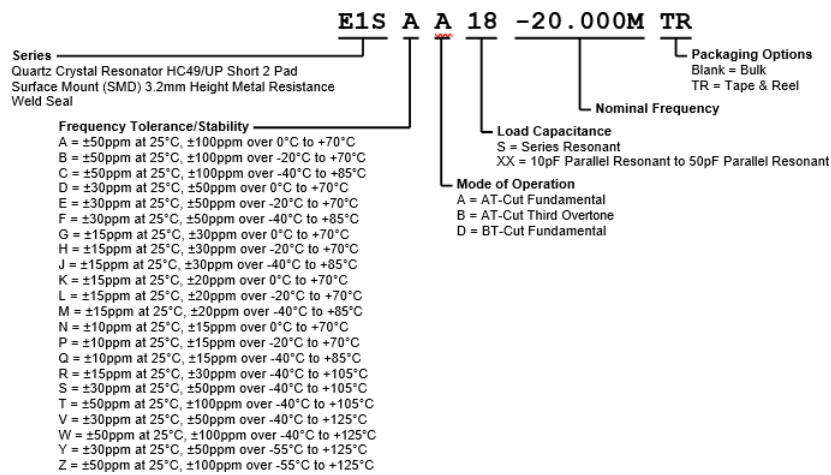 E1S A A 18 -20.000M TR
Series
Quartz Crystal Resonator HC49/UP Short 2 Pad
Surface Mount (SMD) 3.2mm Height Metal Resistance
Weld Seal
Packaging Options
Blank = Bulk
TR = Tape & Reel
Nominal Frequency
Load Capacitance
S = Series Resonant
XX = 10pF Parallel Resonant to 50pF Parallel Resonant
Mode of Operation
A = AT-Cut Fundamental
B = AT-Cut Third Overtone
D = BT-Cut Fundamental
Frequency Tolerance/Stability
A = ±50ppm at 25°C, ±100ppm over 0°C to +70°C
B = ±50ppm at 25°C, ±100ppm over -20°C to +70°C
C = ±50ppm at 25°C, ±100ppm over -40°C to +85°C
D = ±30ppm at 25°C, ±50ppm over 0°C to +70°C
E = ±30ppm at 25°C, ±50ppm over -20°C to +70°C
F = ±30ppm at 25°C, ±50ppm over -40°C to +85°C
G = ±15ppm at 25°C, ±30ppm over 0°C to +70°C
H = ±15ppm at 25°C, ±30ppm over -20°C to +70°C
J = ±15ppm at 25°C, ±30ppm over -40°C to +85°C
K = ±15ppm at 25°C, ±20ppm over 0°C to +70°C
L = ±15ppm at 25°C, ±20ppm over -20°C to +70°C
M = ±15ppm at 25°C, ±20ppm over -40°C to +85°C
N = ±10ppm at 25°C, ±15ppm over 0°C to +70°C
P = ±10ppm at 25°C, ±15ppm over -20°C to +70°C
Q = ±10ppm at 25°C, ±15ppm over -40°C to +85°C
R = ±15ppm at 25°C, ±30ppm over -40°C to +105°C
S = ±30ppm at 25°C, ±50ppm over -40°C to +105°C
T = ±50ppm at 25°C, ±100ppm over -40°C to +105°C
V = ±30ppm at 25°C, ±50ppm over -40°C to +125°C
W = ±50ppm at 25°C, ±100ppm over -40°C to +125°C
Y = ±30ppm at 25°C, ±50ppm over -55°C to +125°C
Z = ±50ppm at 25°C, ±100ppm over -55°C to +125°C